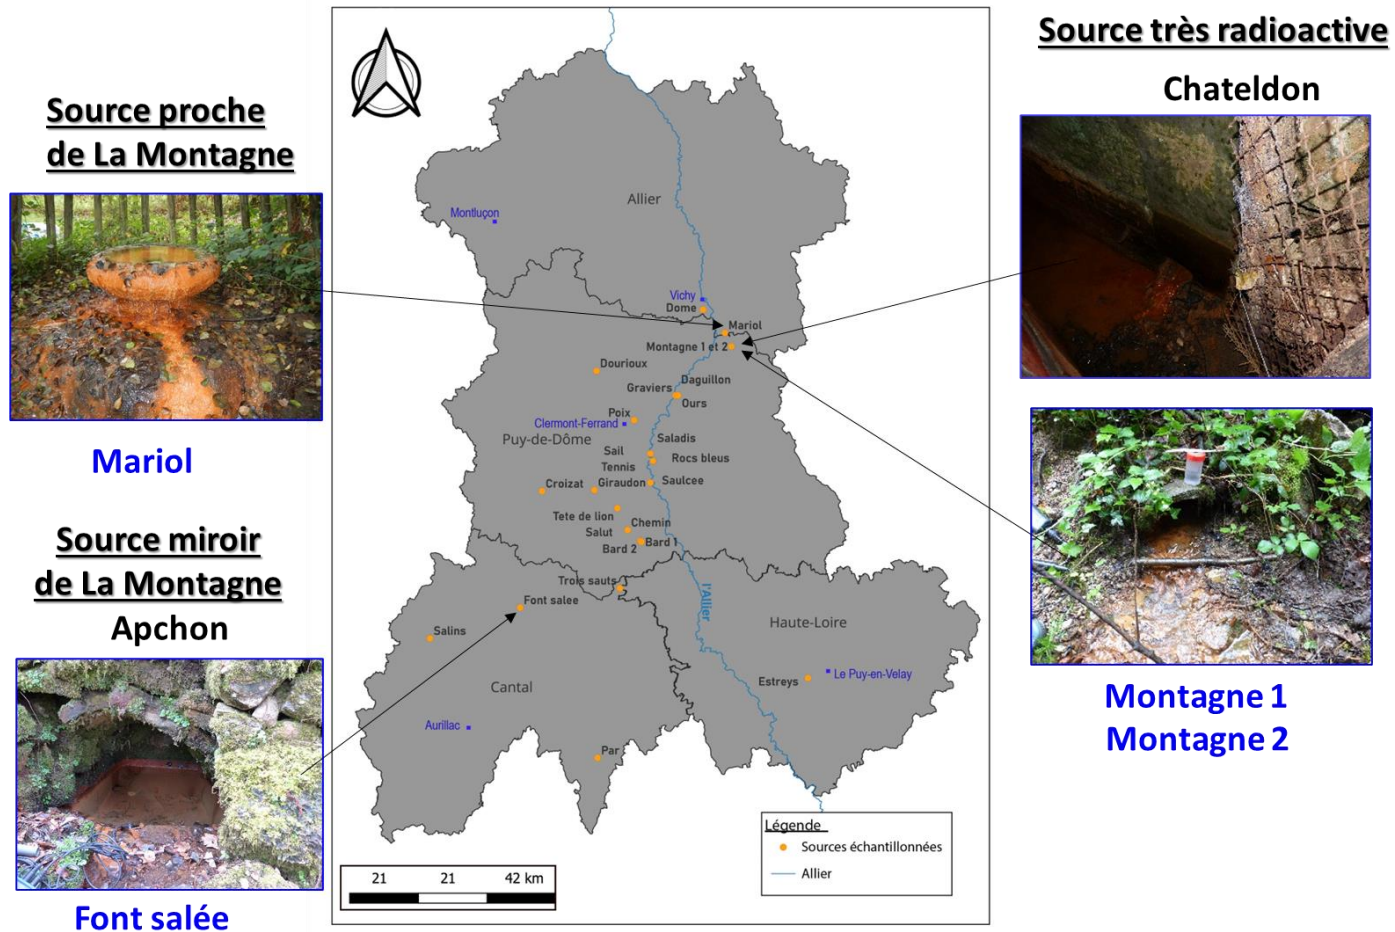 Source proche
de La Montagne
Mariol
Source miroir
de La Montagne
Apchon
Font salée
Allier
Montluçon
Vichy
Dome
Mariol
Montagne 1 et 2
Dourioux
Daguillon
Graviers
Ours
Poix
Clermont-Ferrand
Puy-de-Dôme
Saladis
Sail
Rocs bleus
Tennis
Croizat
Giraudon
Saulcee
Tete de lion
Chemin
Salut
Bard 1
Bard 2
Trois sauts
Font salee
l'Allier
Salins
Haute-Loire
Le Puy-en-Velay
Estreys
Cantal
Aurillac
Par
Légende
Sources échantillonnées
Allier
21 21 42 km
Source très radioactive
Chateldon
Montagne 1
Montagne 2